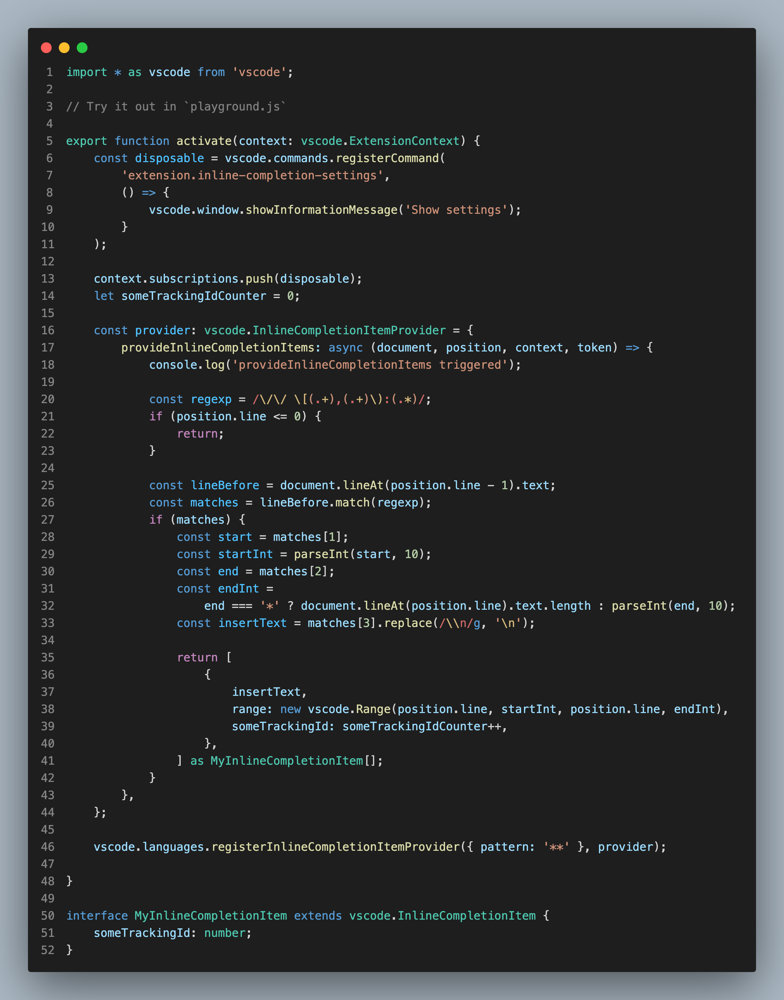 1 import * as vscode from 'vscode';
2
3 // Try it out in `playground.js`
4
5 export function activate(context: vscode.ExtensionContext) {
6     const disposable = vscode.commands.registerCommand(
7         'extension.inline-completion-settings',
8         () => {
9             vscode.window.showInformationMessage('Show settings');
10         }
11     );
12
13     context.subscriptions.push(disposable);
14     let someTrackingIdCounter = 0;
15
16     const provider: vscode.InlineCompletionItemProvider = {
17         provideInlineCompletionItems: async (document, position, context, token) => {
18             console.log('provideInlineCompletionItems triggered');
19
20             const regexp = /\/\/ \[(.+),(.+)\):(.*)/;
21             if (position.line <= 0) {
22                 return;
23             }
24
25             const lineBefore = document.lineAt(position.line - 1).text;
26             const matches = lineBefore.match(regexp);
27             if (matches) {
28                 const start = matches[1];
29                 const startInt = parseInt(start, 10);
30                 const end = matches[2];
31                 const endInt =
32                     end === '*' ? document.lineAt(position.line).text.length : parseInt(end, 10);
33                 const insertText = matches[3].replace(/\\n/g, '\n');
34
35                 return [
36                     {
37                         insertText,
38                         range: new vscode.Range(position.line, startInt, position.line, endInt),
39                         someTrackingId: someTrackingIdCounter++,
40                     },
41                 ] as MyInlineCompletionItem[];
42             }
43         },
44     };
45
46     vscode.languages.registerInlineCompletionItemProvider({ pattern: '**' }, provider);
47
48 }
49
50 interface MyInlineCompletionItem extends vscode.InlineCompletionItem {
51     someTrackingId: number;
52 }